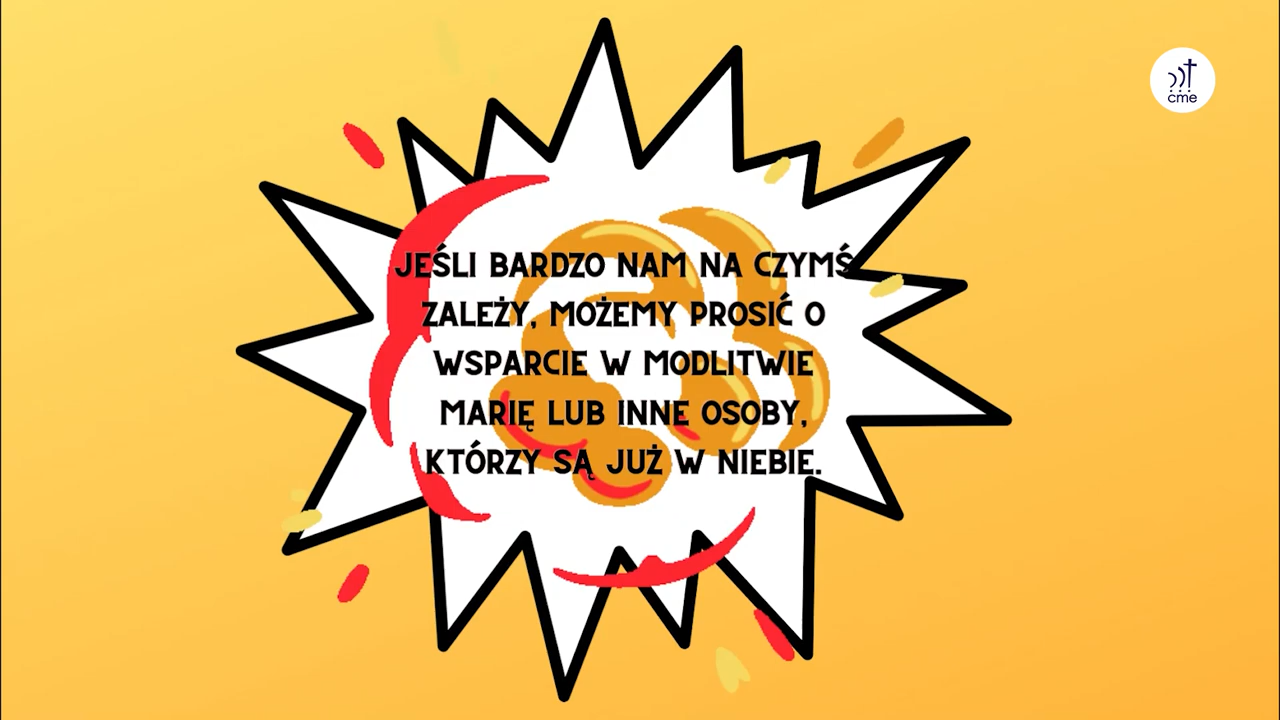 cme
JEŚLI BARDZO NAM NA CZYMŚ
ZALEŻY, MOŻEMY PROSIĆ O
WSPARCIE W MODLITWIE
MARIĘ LUB INNE OSOBY,
KTÓRZY SĄ JUŻ W NIEBIE.